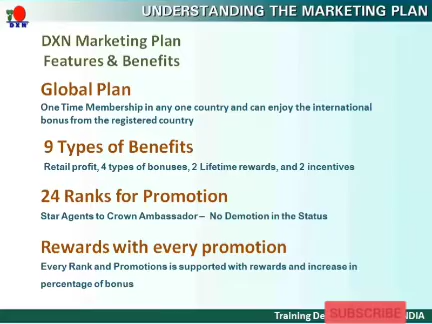 UNDERSTANDING THE MARKETING PLAN
DXN
DXN Marketing Plan
Features & Benefits
Global Plan
One Time Membership in any one country and can enjoy the international
bonus from the registered country
9 Types of Benefits
Retail profit, 4 types of bonuses, 2 Lifetime rewards, and 2 incentives
24 Ranks for Promotion
Star Agents to Crown Ambassador – No Demotion in the Status
Rewards with every promotion
Every Rank and Promotions is supported with rewards and increase in
percentage of bonus
Training SUBSCRIBE